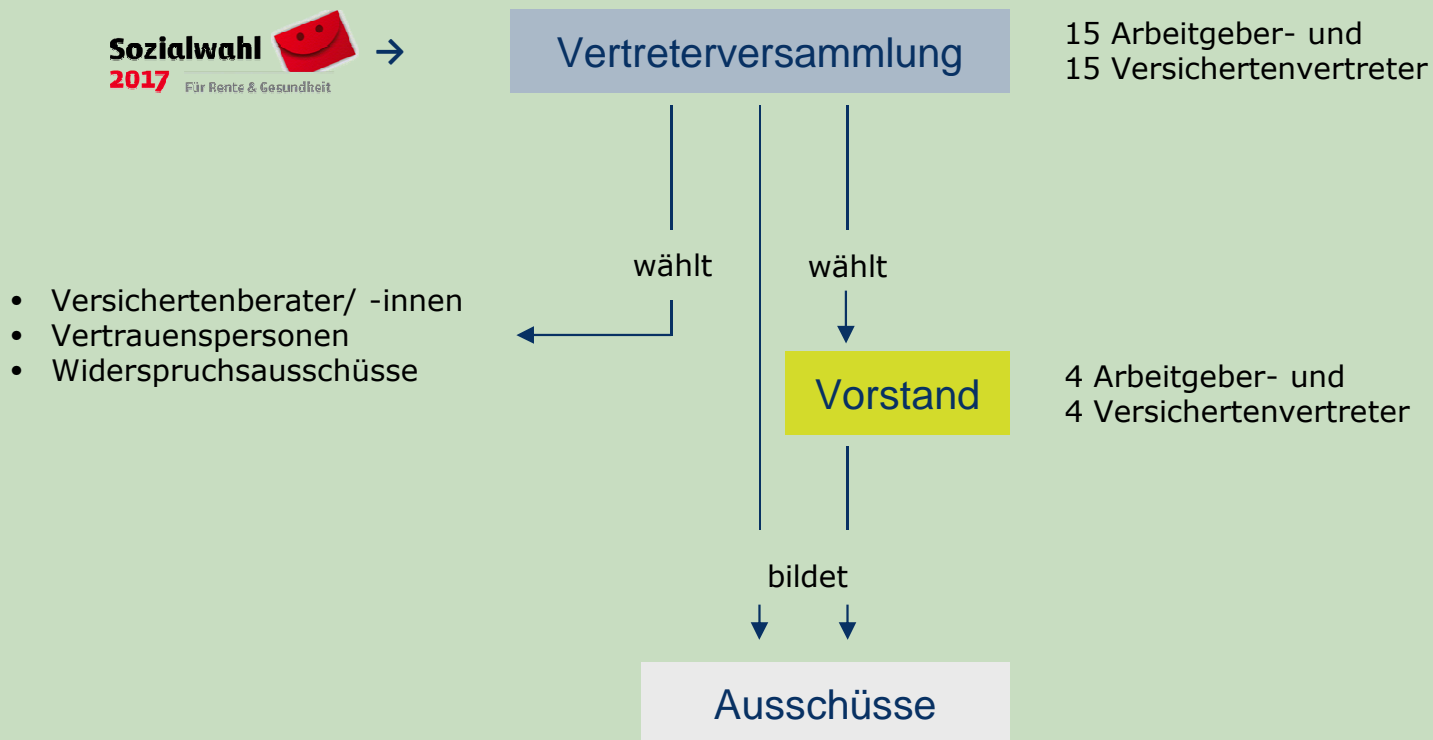 Sozialwahl
2017 Für Rente & Gesundheit
→
Vertreterversammlung
15 Arbeitgeber- und
15 Versichertenvertreter
wählt
wählt
• Versichertenberater/ -innen
• Vertrauenspersonen
• Widerspruchsausschüsse
Vorstand
4 Arbeitgeber- und
4 Versichertenvertreter
bildet
Ausschüsse